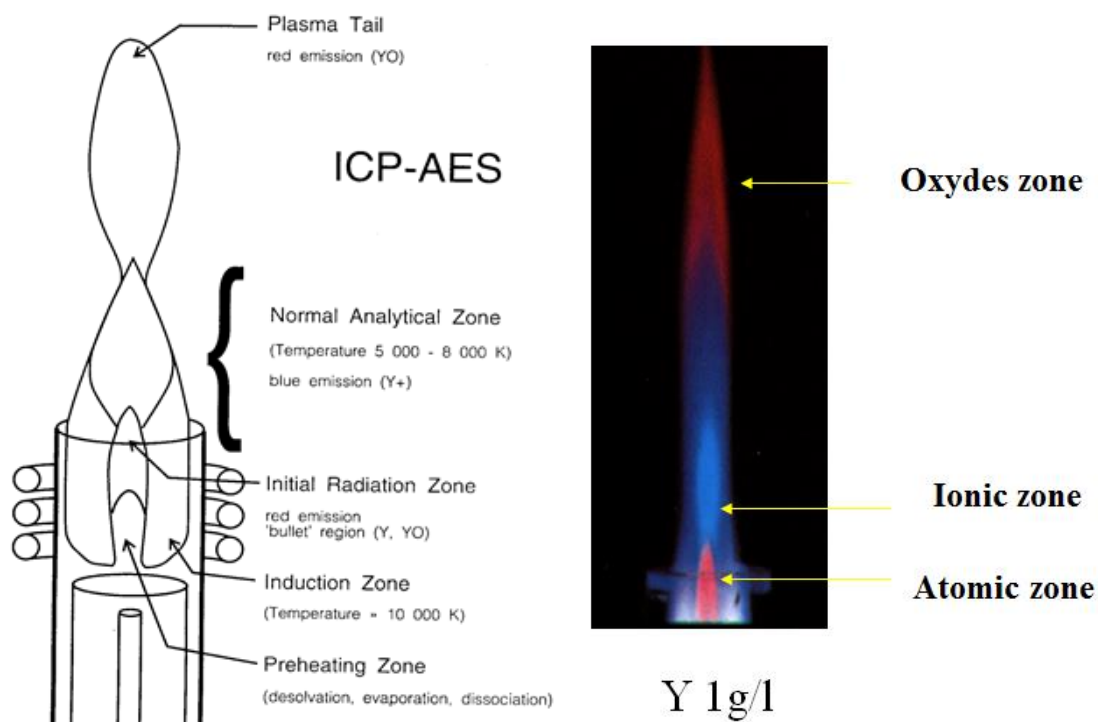 Plasma Tail
red emission (YO)
ICP-AES
Normal Analytical Zone
(Temperature 5 000 - 8 000 K)
blue emission (Y+)
Initial Radiation Zone
red emission
'bullet' region (Y, YO)
Induction Zone
(Temperature ≈ 10 000 K)
Preheating Zone
(desolvation, evaporation, dissociation)
Oxydes zone
Ionic zone
Atomic zone
Y 1g/l